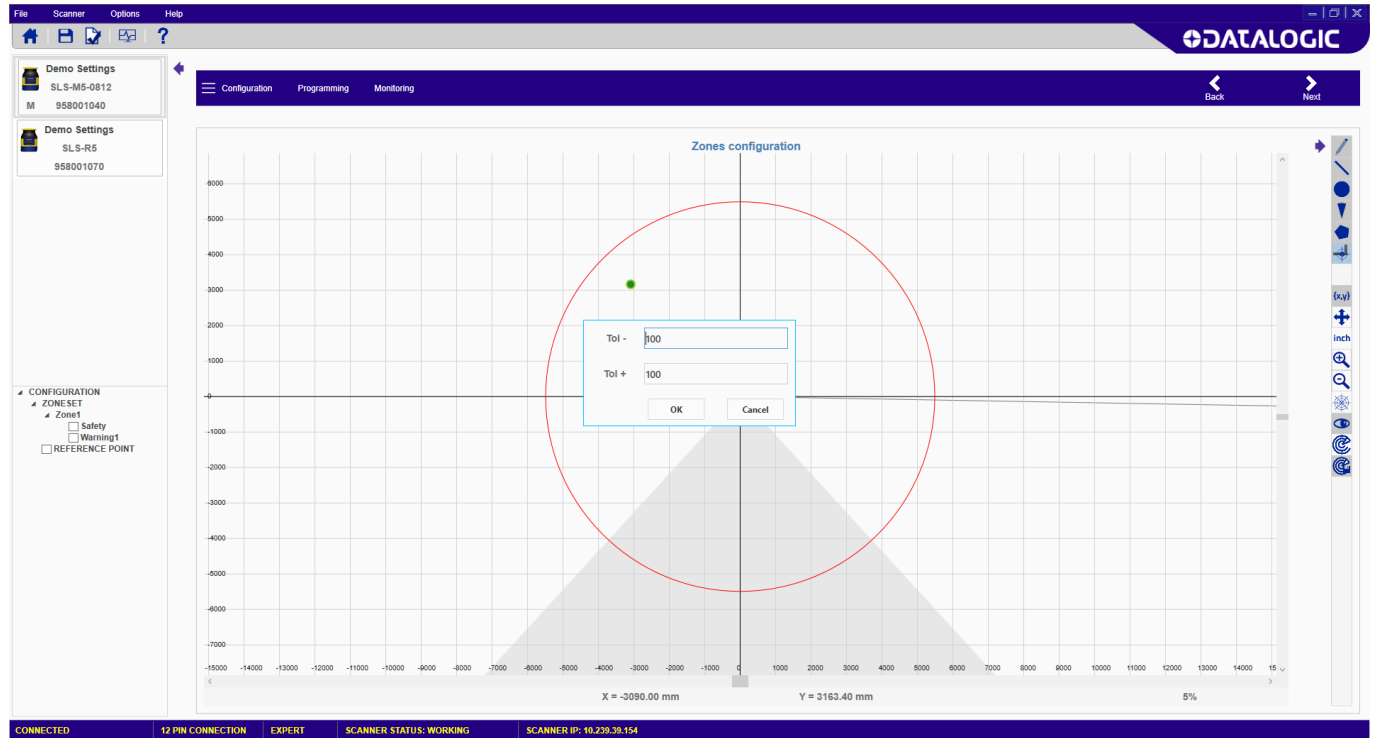 File Scanner Options Help
DATALOGIC
Demo Settings
SLS-M5-0812
M 958001040
Demo Settings
SLS-R5
958001070
Configuration Programming Monitoring Back Next
Zones configuration
6000
5000
4000
3000
2000
1000
0
-1000
-2000
-3000
-4000
-5000
-6000
-7000
{x,y}
inch
Tol - 100
Tol + 100
OK Cancel
CONFIGURATION
ZONESET
Zone1
Safety
Warning1
REFERENCE POINT
-15000 -14000 -13000 -12000 -11000 -10000 -9000 -8000 -7000 -6000 -5000 -4000 -3000 -2000 -1000 0 1000 2000 3000 4000 5000 6000 7000 8000 9000 10000 11000 12000 13000 14000 15
X = -3090.00 mm Y = 3163.40 mm 5%
CONNECTED 12 PIN CONNECTION EXPERT SCANNER STATUS: WORKING SCANNER IP: 10.239.39.154